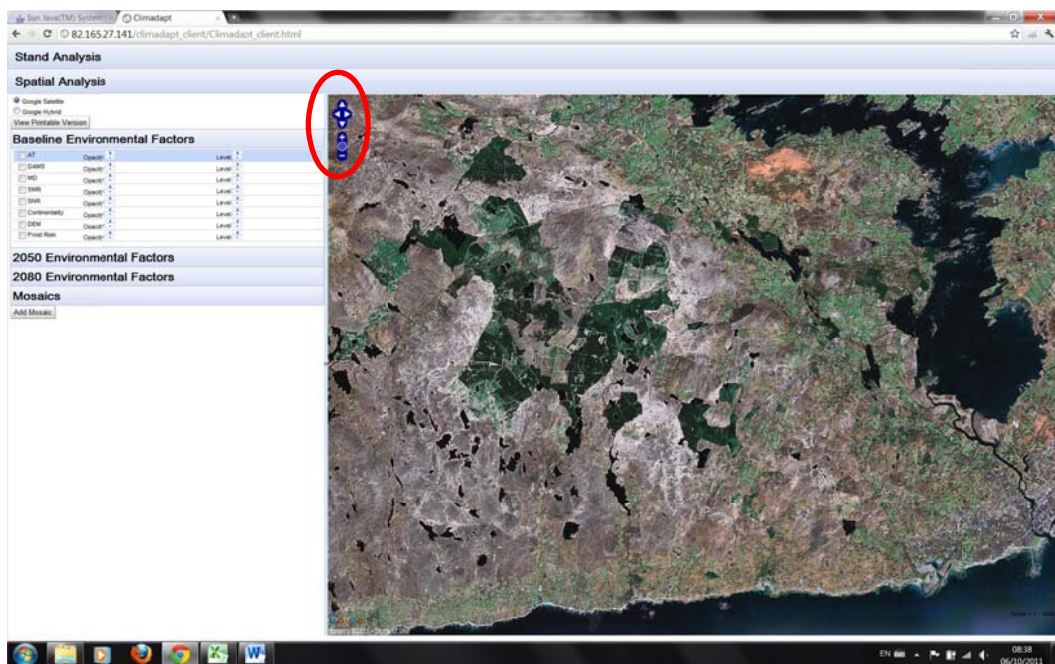 Sun Java(TM) System
Climadapt
82.165.27.141/climadapt_client/Climadapt_client.html
Stand Analysis
Spatial Analysis
Google Satellite
Google Hybrid
View Printable Version
Baseline Environmental Factors
AT Opacity: Level:
DAMS Opacity: Level:
MD Opacity: Level:
SMR Opacity: Level:
SNR Opacity: Level:
Continentality Opacity: Level:
DEM Opacity: Level:
Frost Risk Opacity: Level:
2050 Environmental Factors
2080 Environmental Factors
Mosaics
Add Mosaic
EN
08:38
06/10/2011